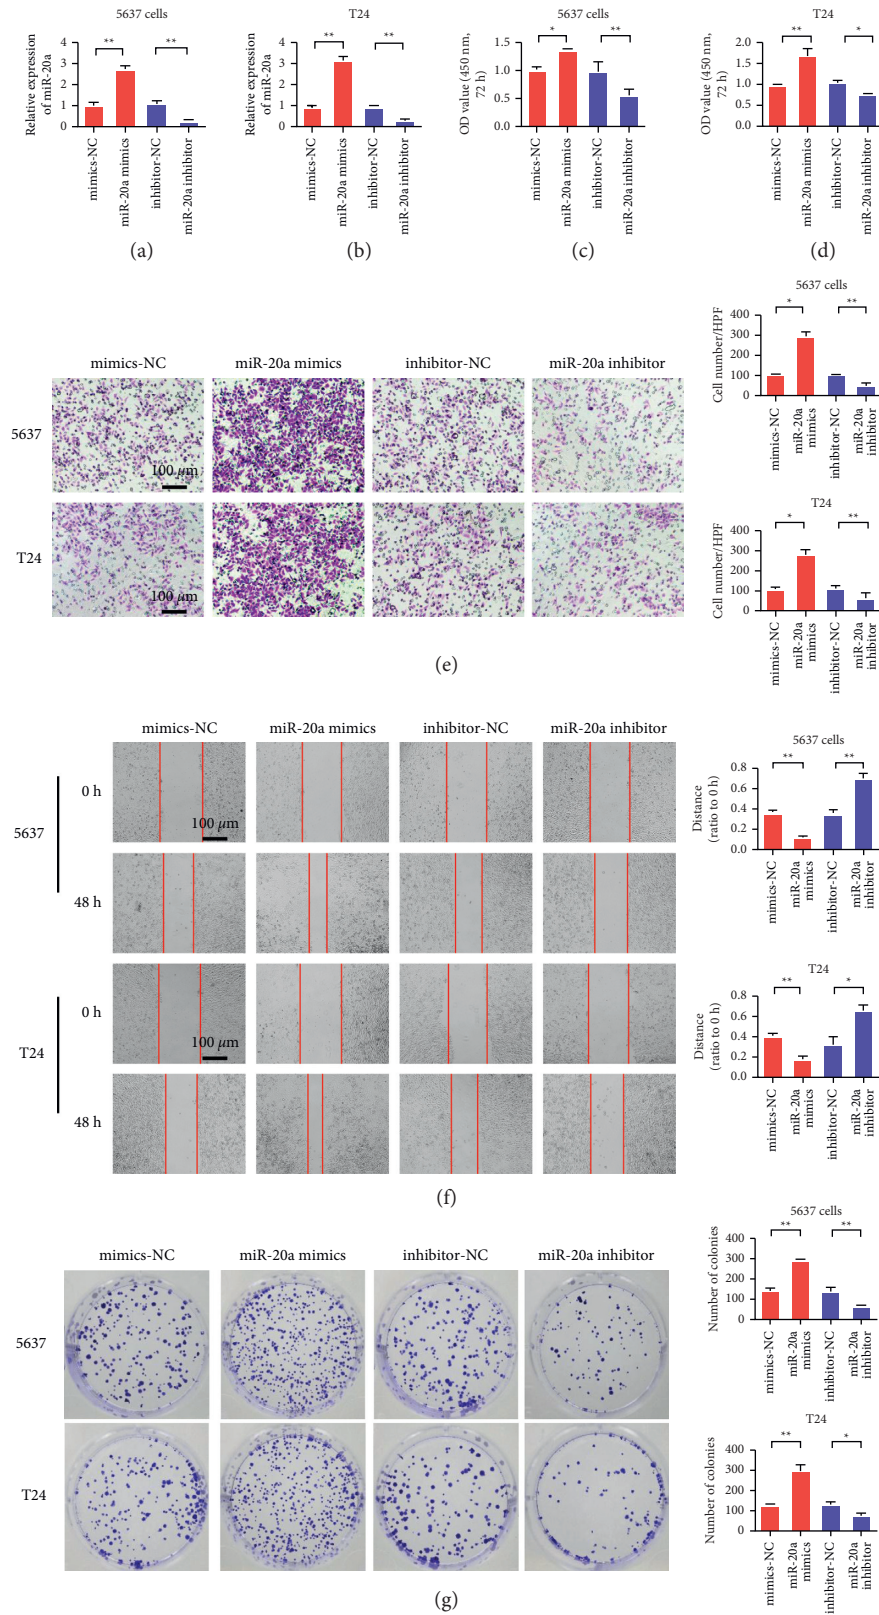 5637 cells
**
**
4
3
2
1
0
Relative expression
of miR-20a
mimics-NC
miR-20a mimics
inhibitor-NC
miR-20a inhibitor
(a)
T24
**
**
4
3
2
1
0
Relative expression
of miR-20a
mimics-NC
miR-20a mimics
inhibitor-NC
miR-20a inhibitor
(b)
5637 cells
*
**
1.5
1.0
0.5
0.0
OD value (450 nm,
72 h)
mimics-NC
miR-20a mimics
inhibitor-NC
miR-20a inhibitor
(c)
T24
**
*
2.0
1.5
1.0
0.5
0.0
OD value (450 nm,
72 h)
mimics-NC
miR-20a mimics
inhibitor-NC
miR-20a inhibitor
(d)
mimics-NC
miR-20a mimics
inhibitor-NC
miR-20a inhibitor
5637
100 μm
T24
100 μm
5637 cells
*
**
400
300
200
100
0
Cell number/HPF
mimics-NC
miR-20a
mimics
inhibitor-NC
miR-20a
inhibitor
T24
*
**
400
300
200
100
0
Cell number/HPF
mimics-NC
miR-20a
mimics
inhibitor-NC
miR-20a
inhibitor
(e)
mimics-NC
miR-20a mimics
inhibitor-NC
miR-20a inhibitor
5637
0 h
100 μm
48 h
T24
0 h
100 μm
48 h
5637 cells
**
**
0.8
0.6
0.4
0.2
0.0
Distance
(ratio to 0 h)
mimics-NC
miR-20a
mimics
inhibitor-NC
miR-20a
inhibitor
T24
**
*
0.8
0.6
0.4
0.2
0.0
Distance
(ratio to 0 h)
mimics-NC
miR-20a
mimics
inhibitor-NC
miR-20a
inhibitor
(f)
mimics-NC
miR-20a mimics
inhibitor-NC
miR-20a inhibitor
5637
T24
5637 cells
**
**
400
300
200
100
0
Number of colonies
mimics-NC
miR-20a
mimics
inhibitor-NC
miR-20a
inhibitor
T24
**
*
400
300
200
100
0
Number of colonies
mimics-NC
miR-20a
mimics
inhibitor-NC
miR-20a
inhibitor
(g)